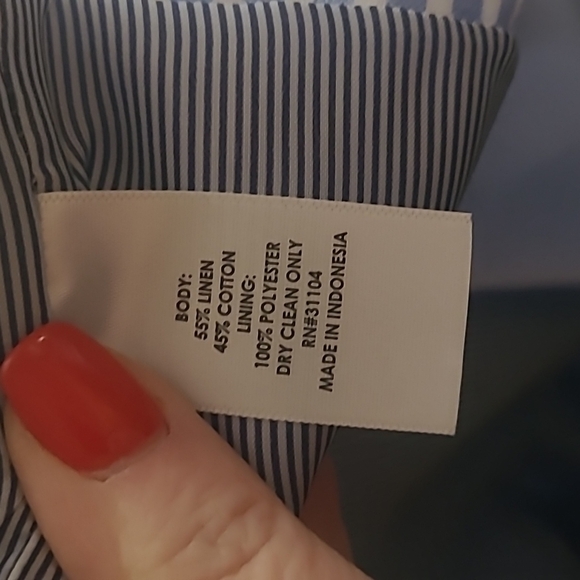 BODY:
55% LINEN
45% COTTON
LINING:
100% POLYESTER
DRY CLEAN ONLY
RN#31104
MADE IN INDONESIA